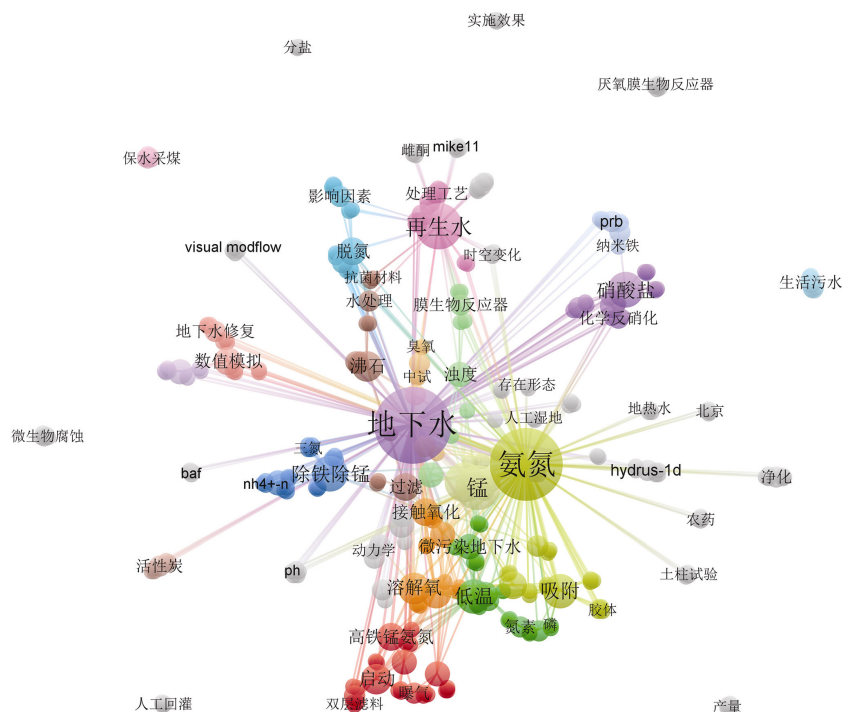 实施效果
分盐
厌氧膜生物反应器
雌酮
mike11
保水采煤
影响因素
处理工艺
再生水
prb
纳米铁
visual modflow
脱氮
时空变化
抗菌材料
生活污水
硝酸盐
水处理
膜生物反应器
化学反硝化
地下水修复
臭氧
数值模拟
沸石
中试
浊度
存在形态
地下水
人工湿地
地热水
北京
微生物腐蚀
三氮
氨氮
baf
除铁除锰
hydrus-1d
净化
nh4+-n
过滤
锰
接触氧化
农药
微污染地下水
动力学
活性炭
ph
土柱试验
溶解氧
低温
吸附
胶体
氮素
磷
高铁锰氨氮
启动
曝气
双层滤料
人工回灌
产量